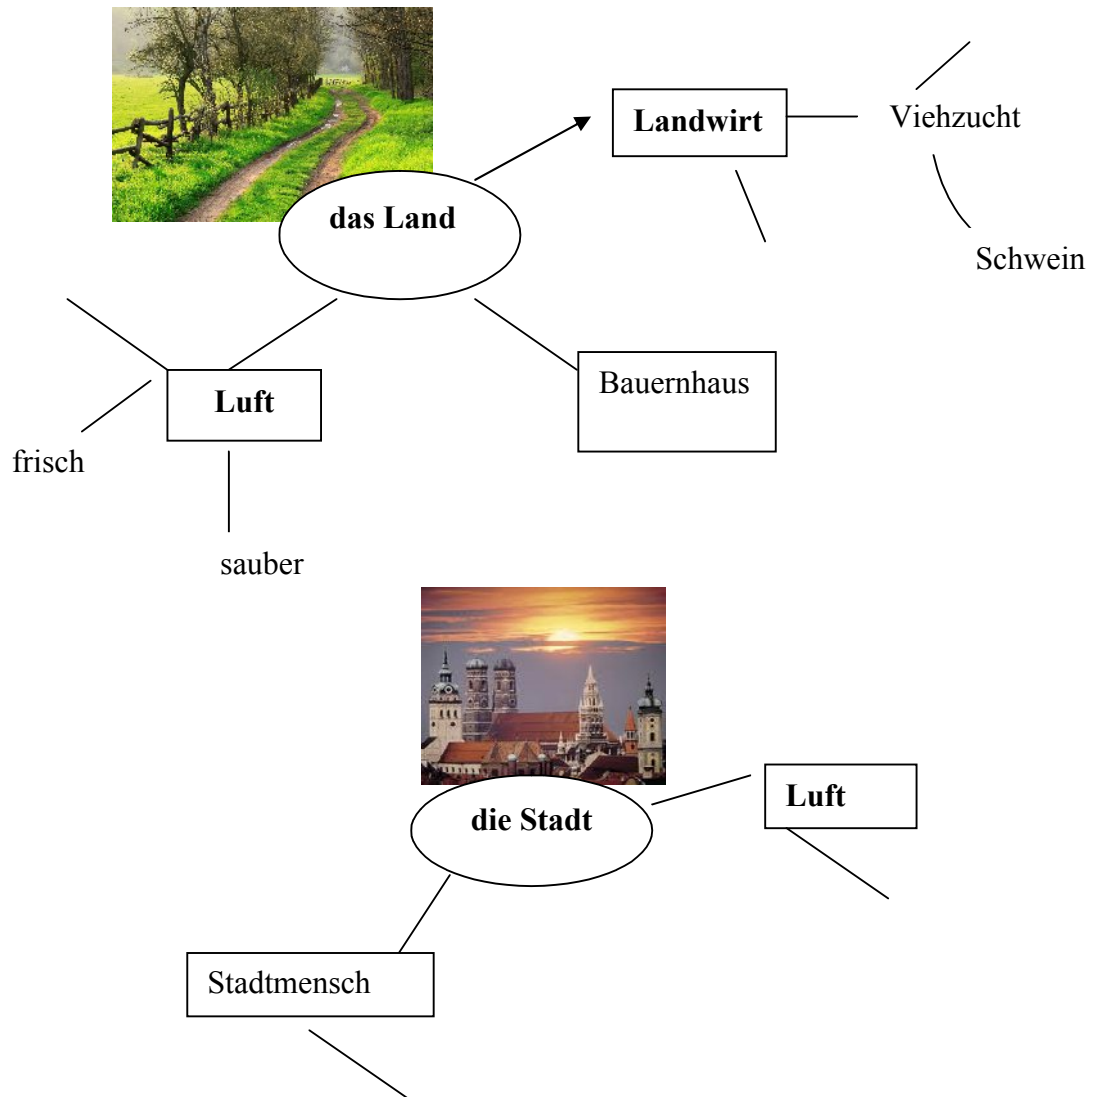 Landwirt
Viehzucht
das Land
Schwein
Bauernhaus
Luft
frisch
sauber
Luft
die Stadt
Stadtmensch